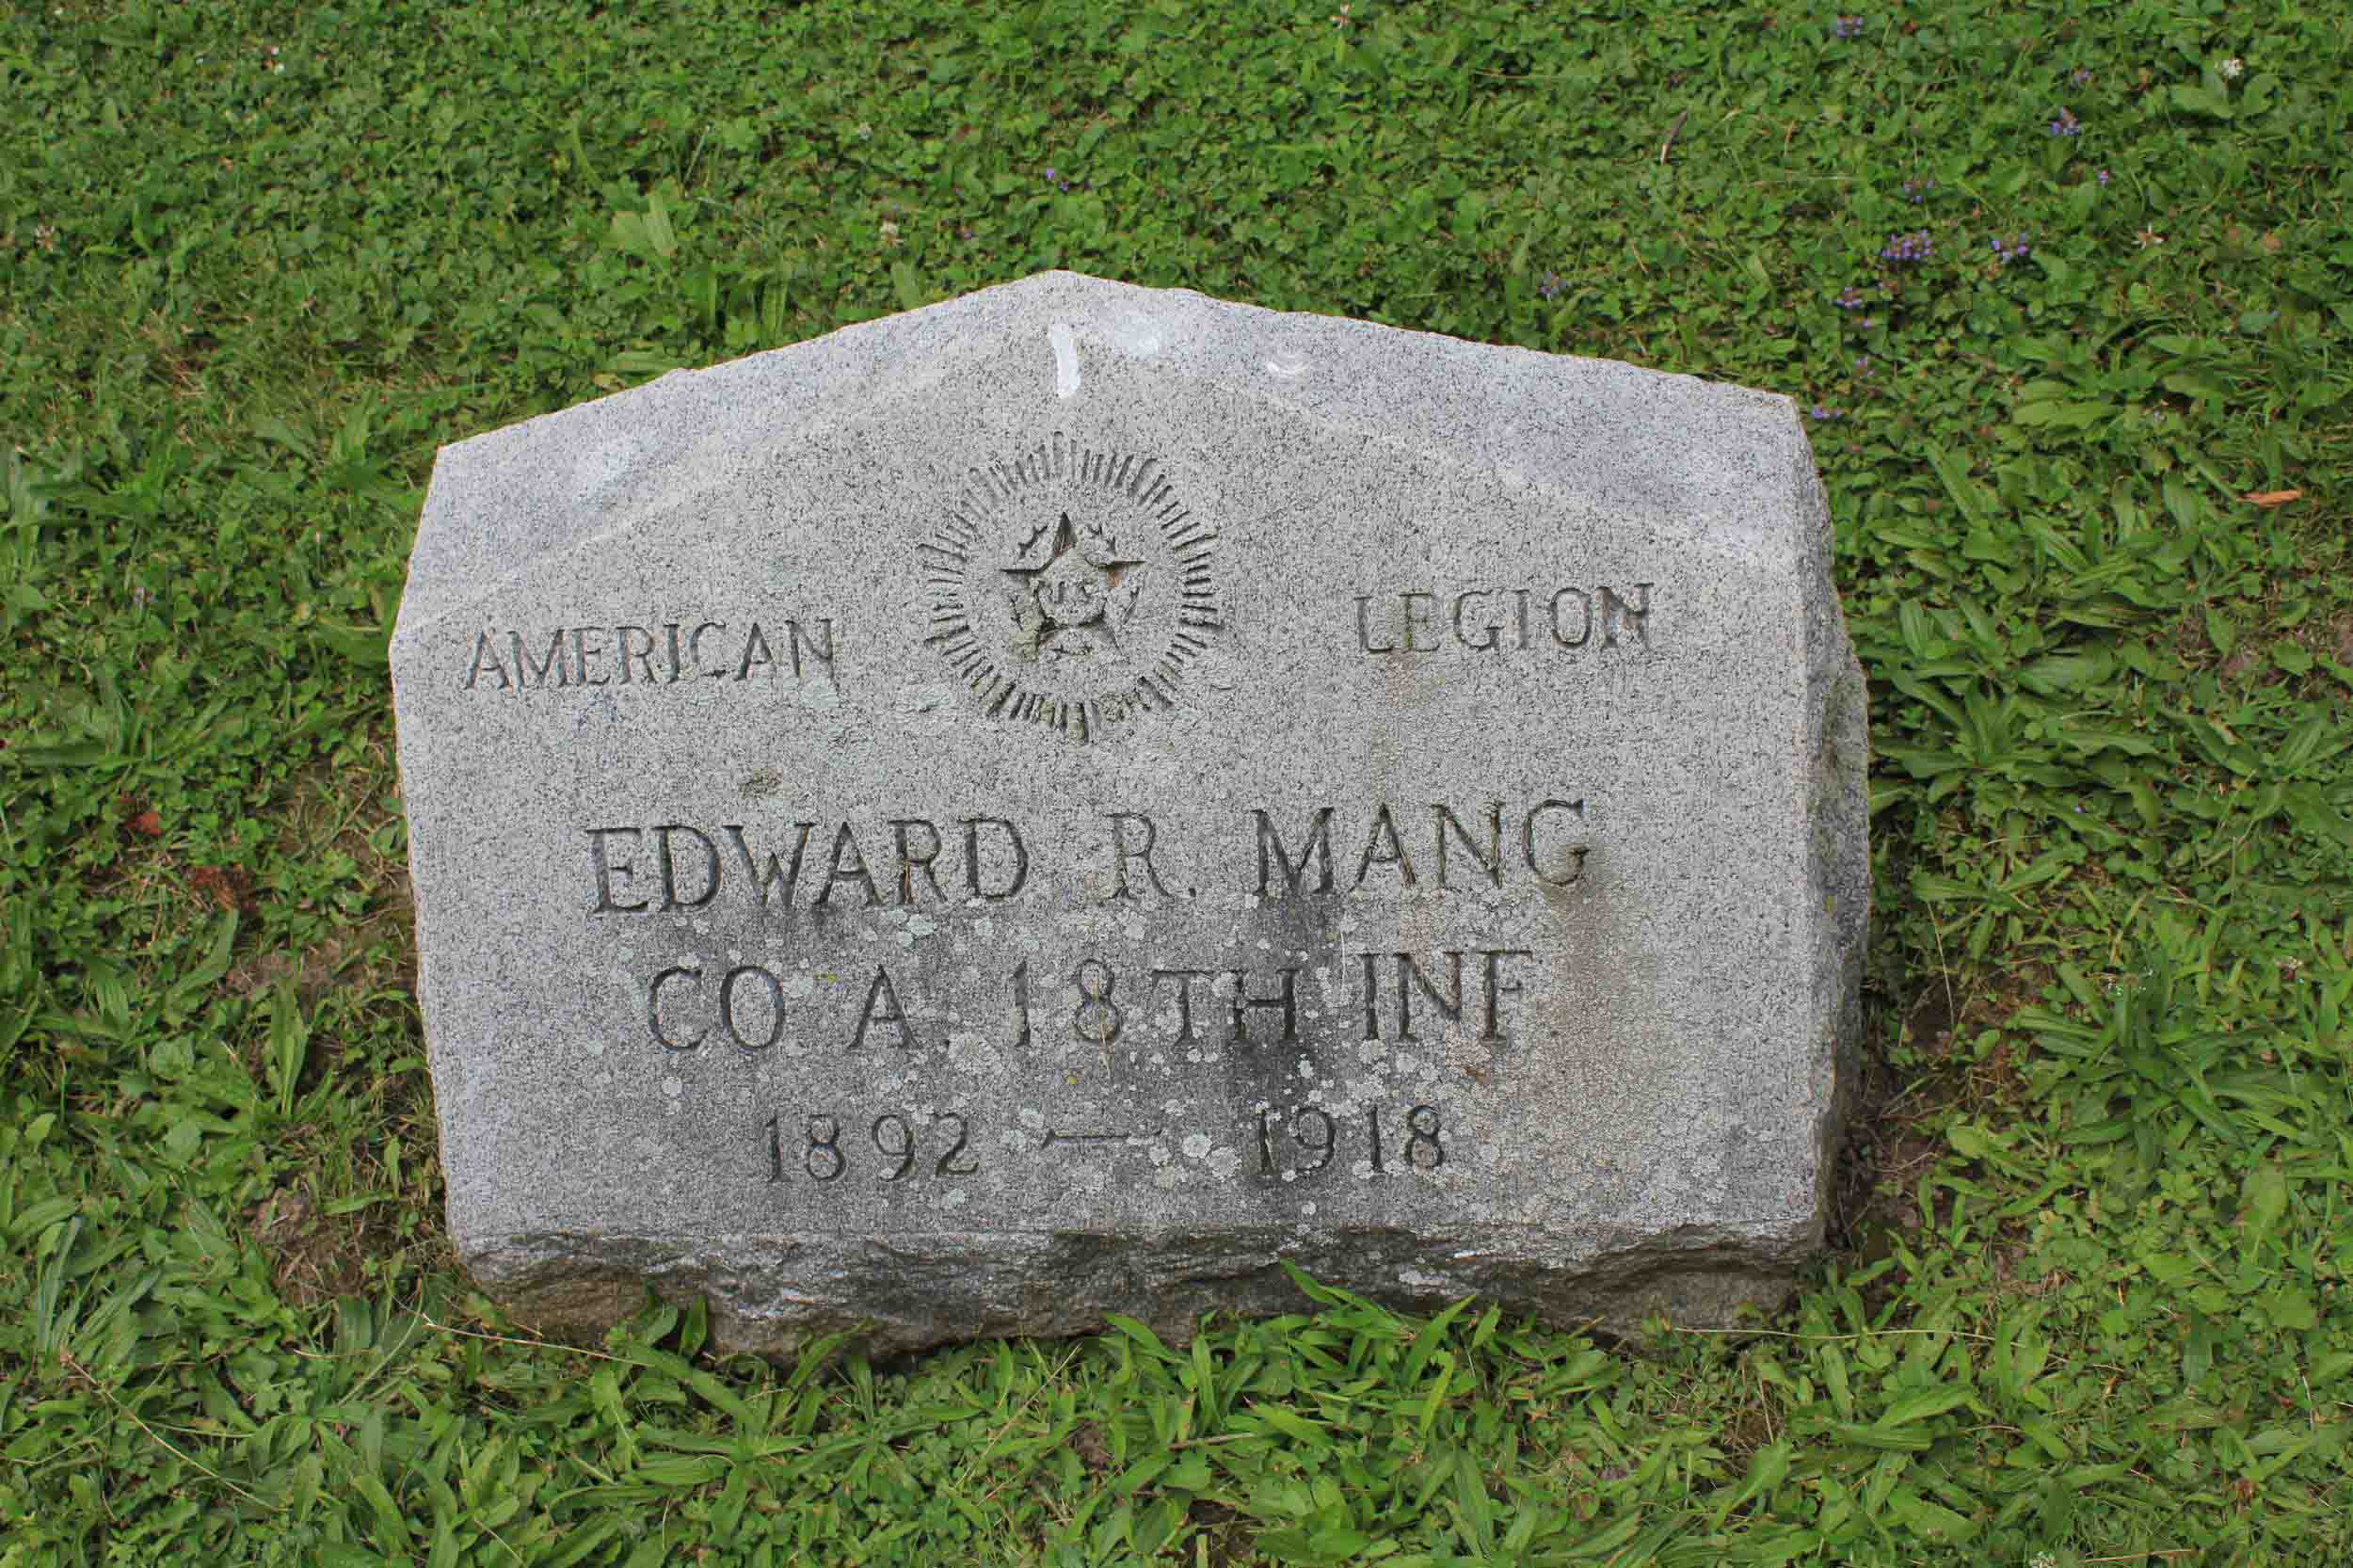 AMERICAN U.S. LEGION
EDWARD R. MANG
CO A. 18TH INF
1892 — 1918